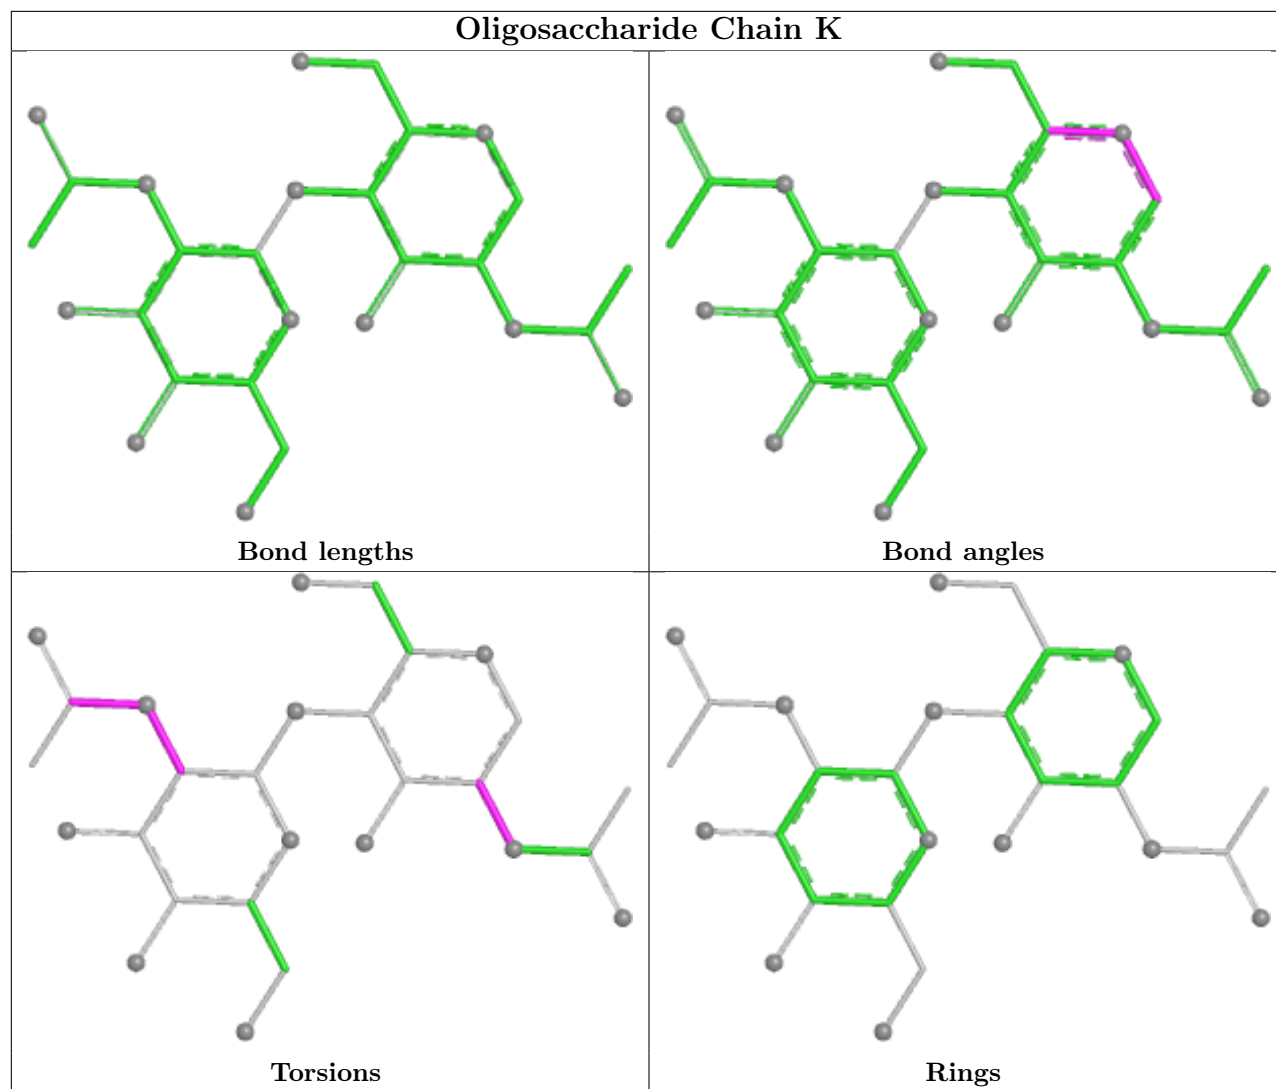 Oligosaccharide Chain K
Bond lengths
Bond angles
Torsions
Rings